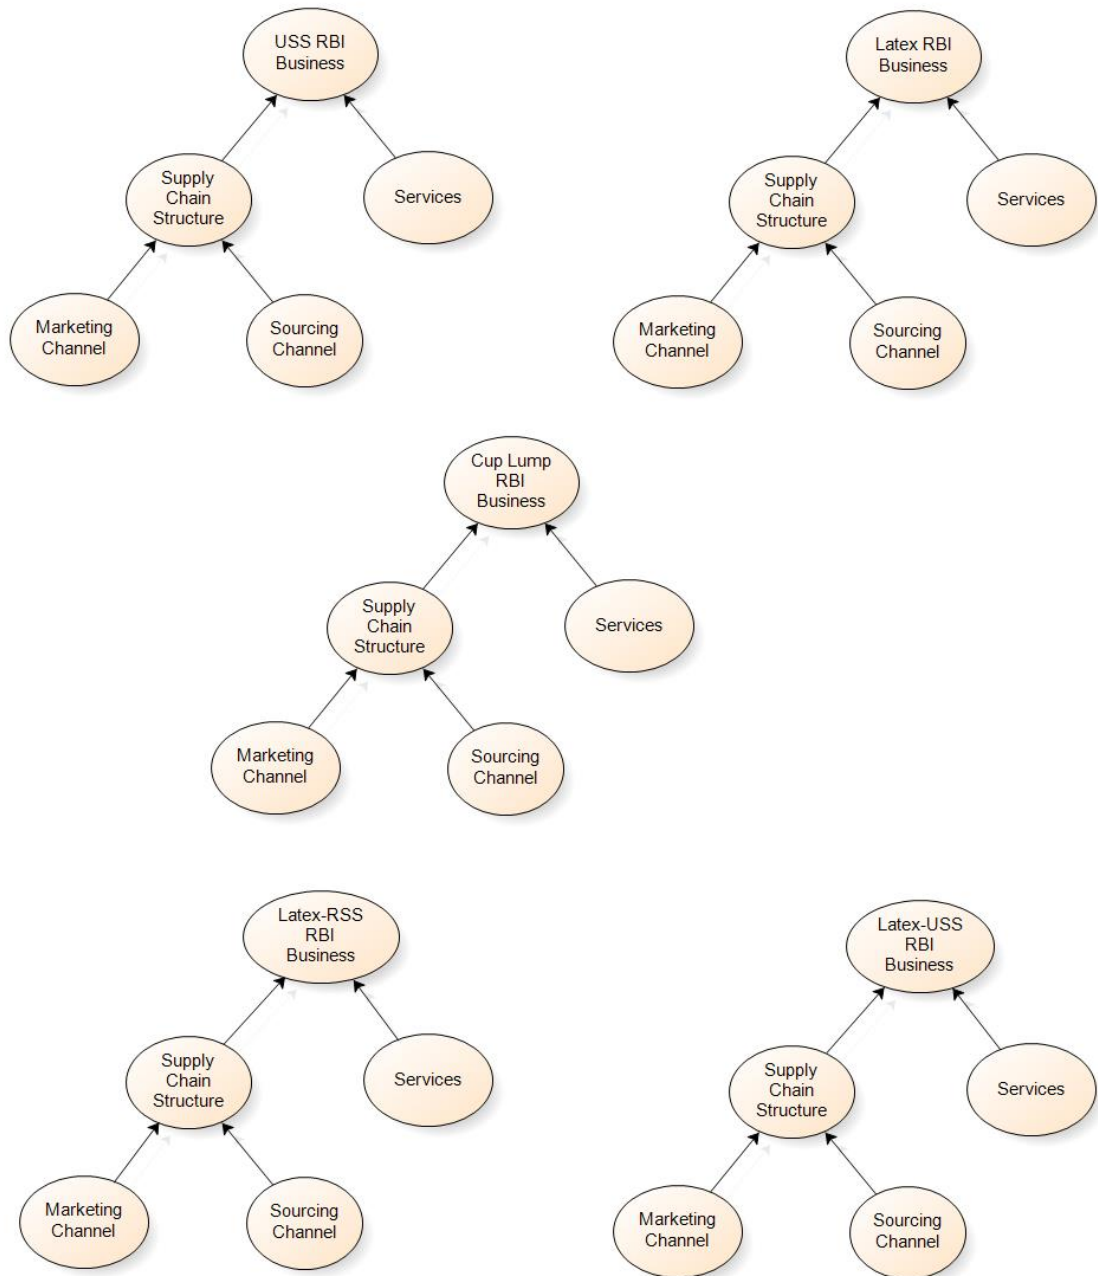 USS RBI
Business
Supply
Chain
Structure
Services
Marketing
Channel
Sourcing
Channel
Latex RBI
Business
Supply
Chain
Structure
Services
Marketing
Channel
Sourcing
Channel
Cup Lump
RBI
Business
Supply
Chain
Structure
Services
Marketing
Channel
Sourcing
Channel
Latex-RSS
RBI
Business
Supply
Chain
Structure
Services
Marketing
Channel
Sourcing
Channel
Latex-USS
RBI
Business
Supply
Chain
Structure
Services
Marketing
Channel
Sourcing
Channel